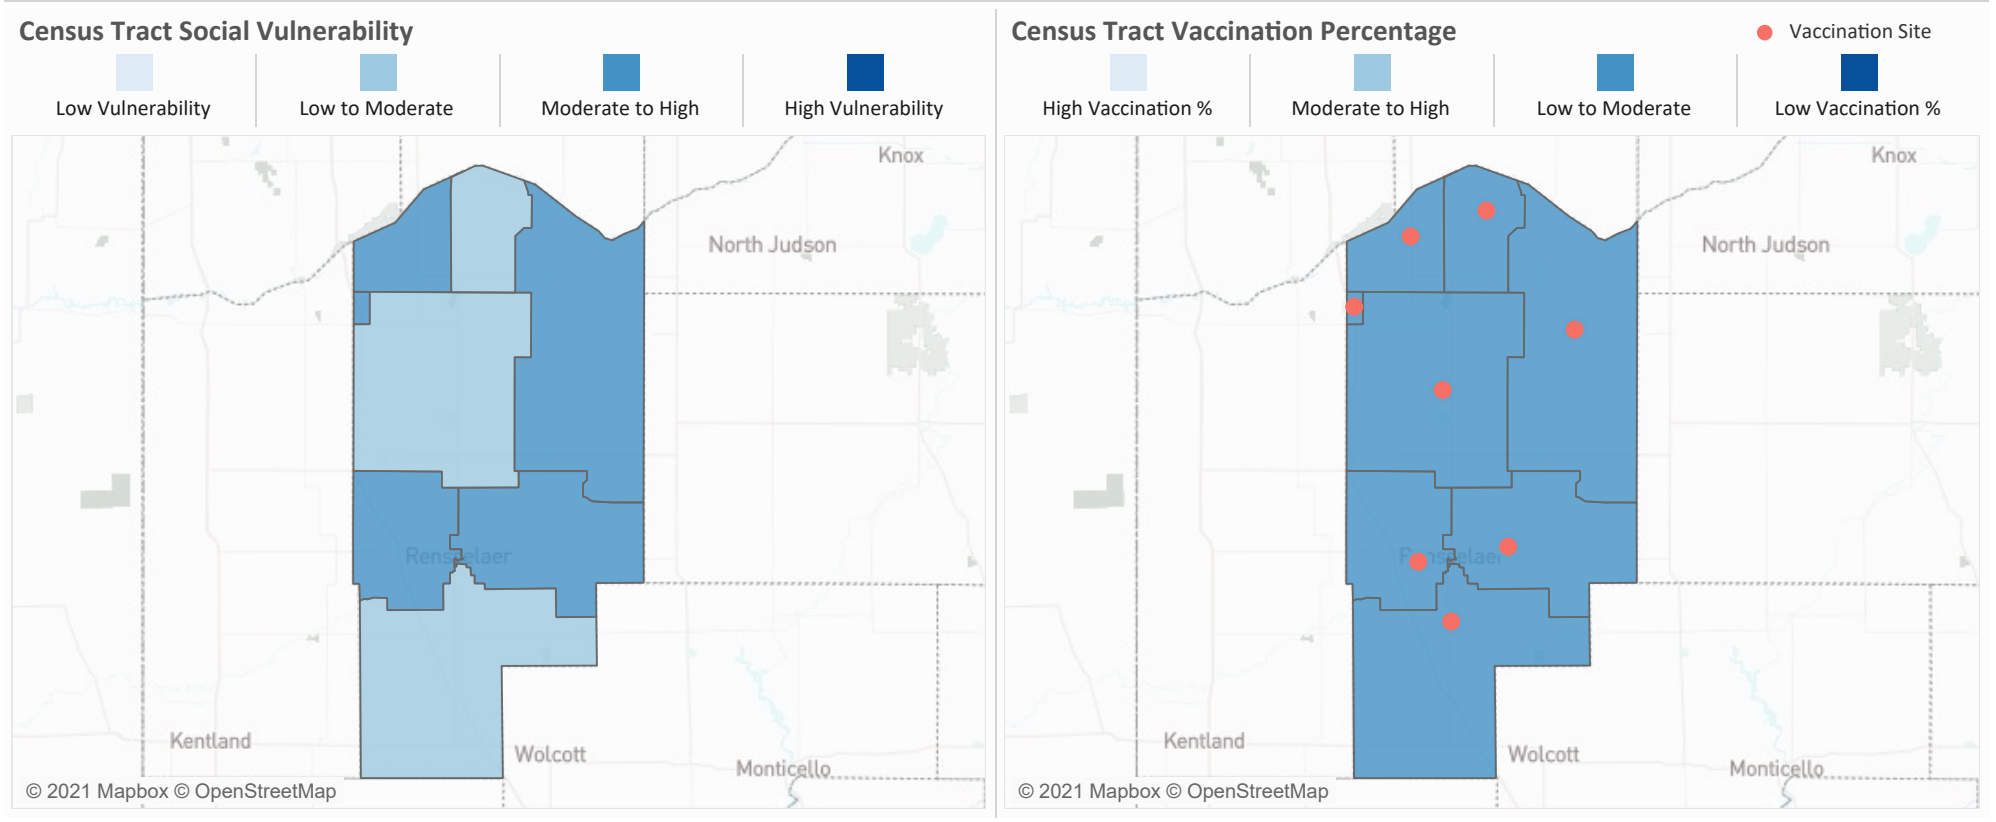 Census Tract Social Vulnerability
Low Vulnerability
Low to Moderate
Moderate to High
High Vulnerability
Knox
North Judson
Rensselaer
Kentland
Wolcott
Monticello
© 2021 Mapbox © OpenStreetMap
Census Tract Vaccination Percentage
Vaccination Site
High Vaccination %
Moderate to High
Low to Moderate
Low Vaccination %
Knox
North Judson
Rensselaer
Kentland
Wolcott
Monticello
© 2021 Mapbox © OpenStreetMap